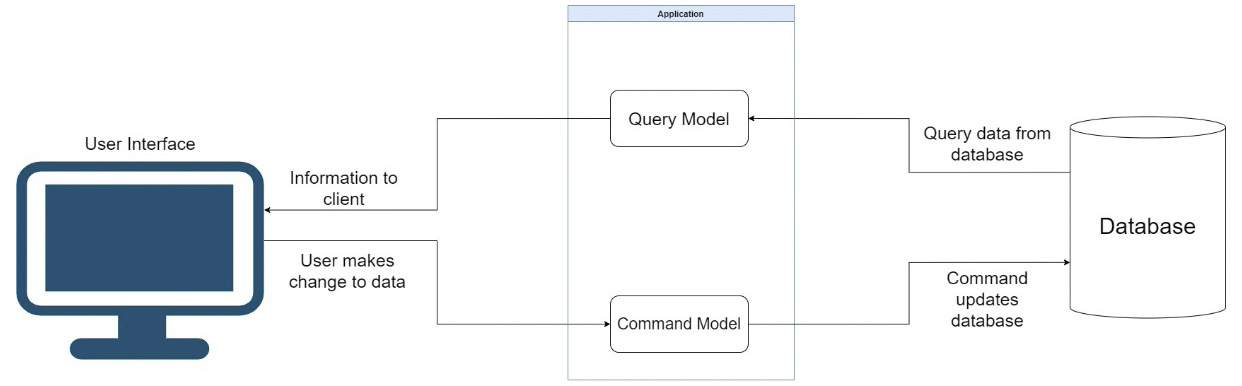 Application
User Interface
Information to
client
User makes
change to data
Query Model
Command Model
Query data from
database
Command
updates
database
Database